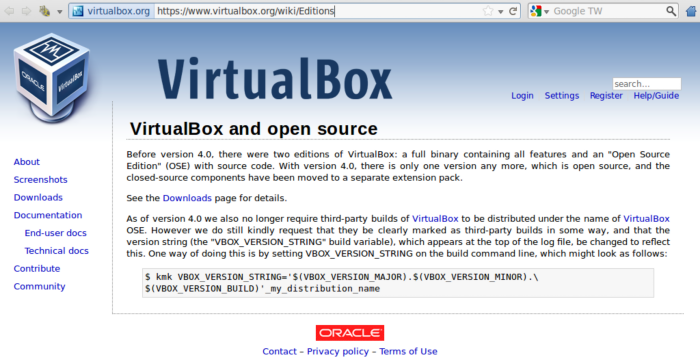 virtualbox.org https://www.virtualbox.org/wiki/Editions Google TW
ORACLE
VirtualBox
VirtualBox
search...
Login Settings Register Help/Guide
VirtualBox and open source
About
Screenshots
Downloads
Documentation
End-user docs
Technical docs
Contribute
Community
Before version 4.0, there were two editions of VirtualBox: a full binary containing all features and an "Open Source
Edition" (OSE) with source code. With version 4.0, there is only one version any more, which is open source, and the
closed-source components have been moved to a separate extension pack.
See the Downloads page for details.
As of version 4.0 we also no longer require third-party builds of VirtualBox to be distributed under the name of VirtualBox
OSE. However we do still kindly request that they be clearly marked as third-party builds in some way, and that the
version string (the "VBOX_VERSION_STRING" build variable), which appears at the top of the log file, be changed to reflect
this. One way of doing this is by setting VBOX_VERSION_STRING on the build command line, which might look as follows:
$ kmk VBOX_VERSION_STRING='$(VBOX_VERSION_MAJOR).$(VBOX_VERSION_MINOR).\
$(VBOX_VERSION_BUILD)'_my_distribution_name
ORACLE
Contact – Privacy policy – Terms of Use